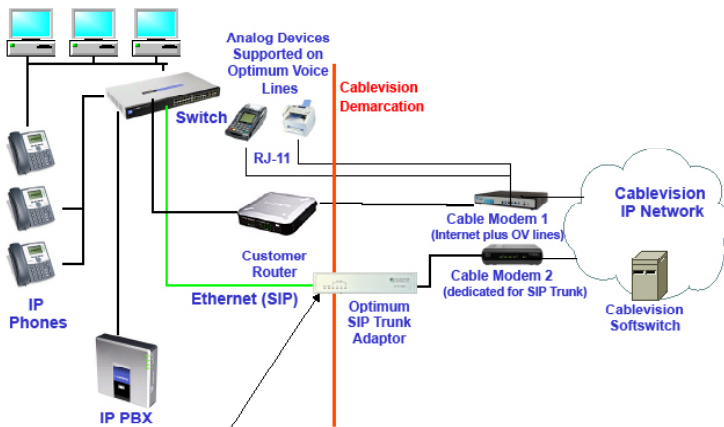 Analog Devices
Supported on
Optimum Voice
Lines
Cablevision
Demarcation
Switch
RJ-11
Cablevision
IP Network
Cable Modem 1
(Internet plus OV lines)
Customer
Router
Cable Modem 2
(dedicated for SIP Trunk)
Ethernet (SIP)
IP
Phones
Optimum
SIP Trunk
Adaptor
Cablevision
Softswitch
IP PBX